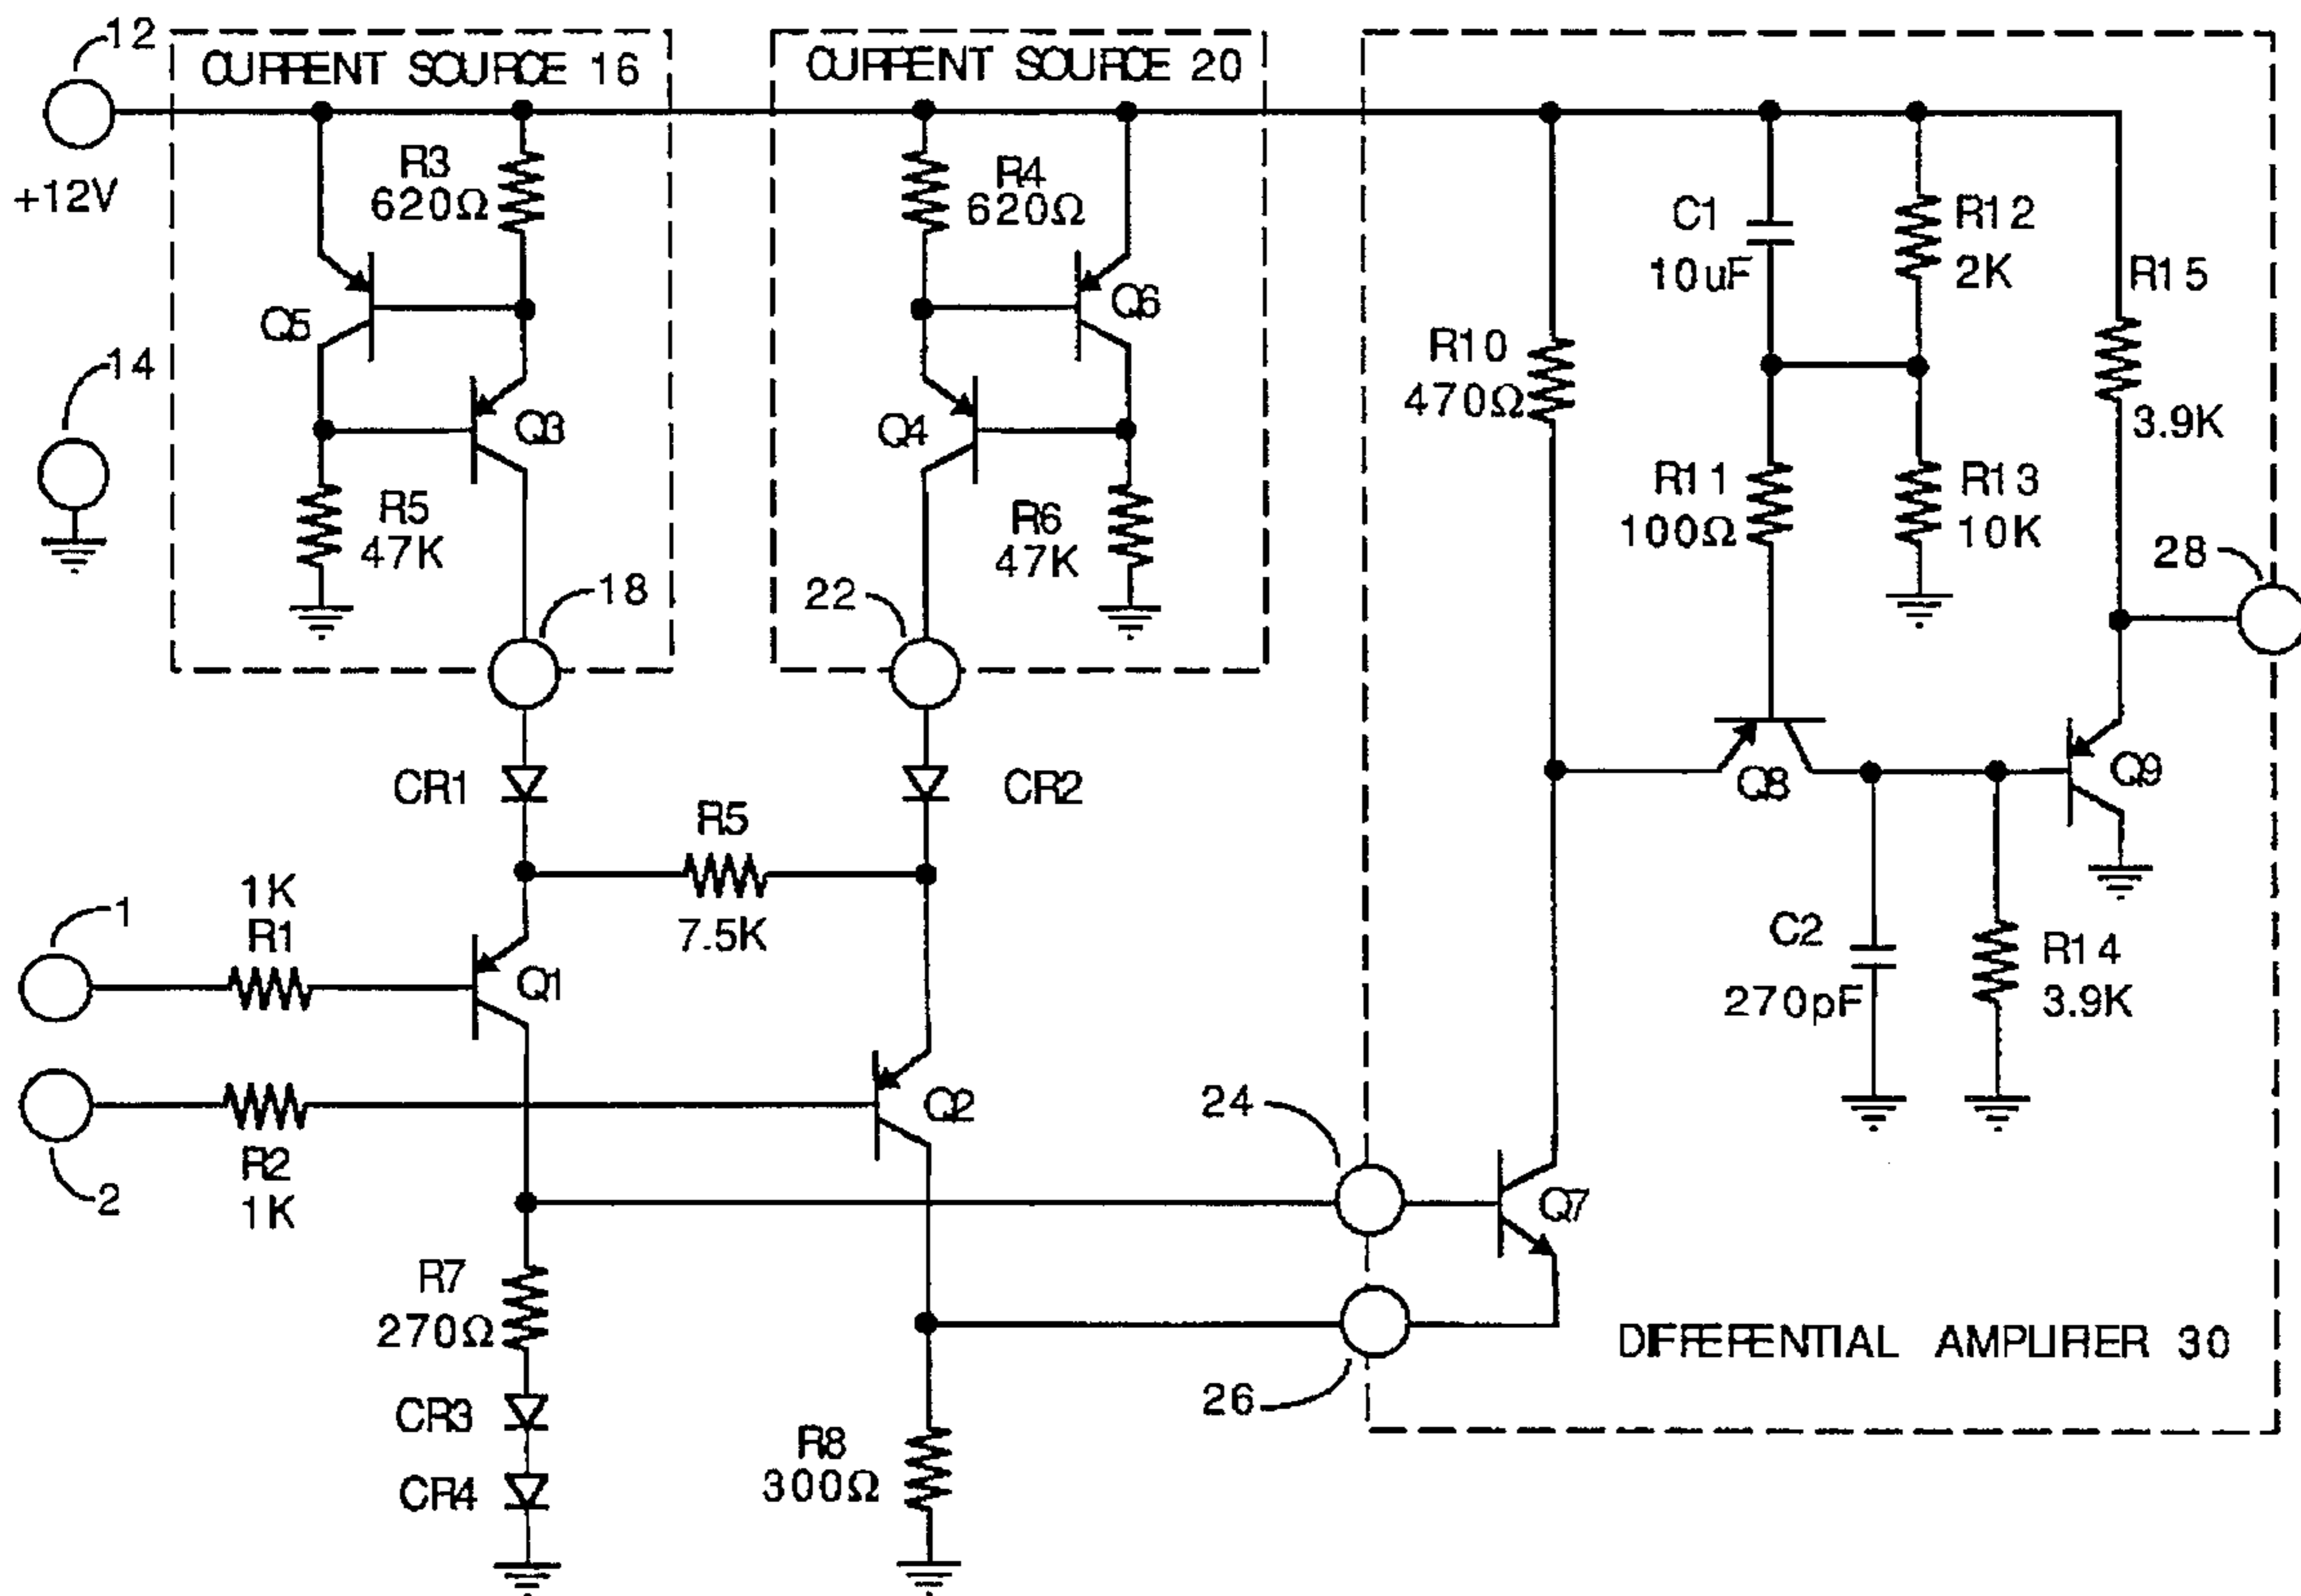 12
CURRENT SOURCE 16
CURRENT SOURCE 20
+12V
R3
620Ω
R4
620Ω
C1
10uF
R12
2K
R15
3.9K
Q5
Q6
14
R10
470Ω
Q3
Q4
R5
47K
R6
47K
R11
100Ω
R13
10K
18
22
28
CR1
CR2
Q8
Q9
R5
7.5K
1
1K
R1
Q1
C2
270pF
R14
3.9K
2
R2
1K
Q2
24
Q7
R7
270Ω
26
DIFFERENTIAL AMPLIFIER 30
CR3
CR4
R8
300Ω